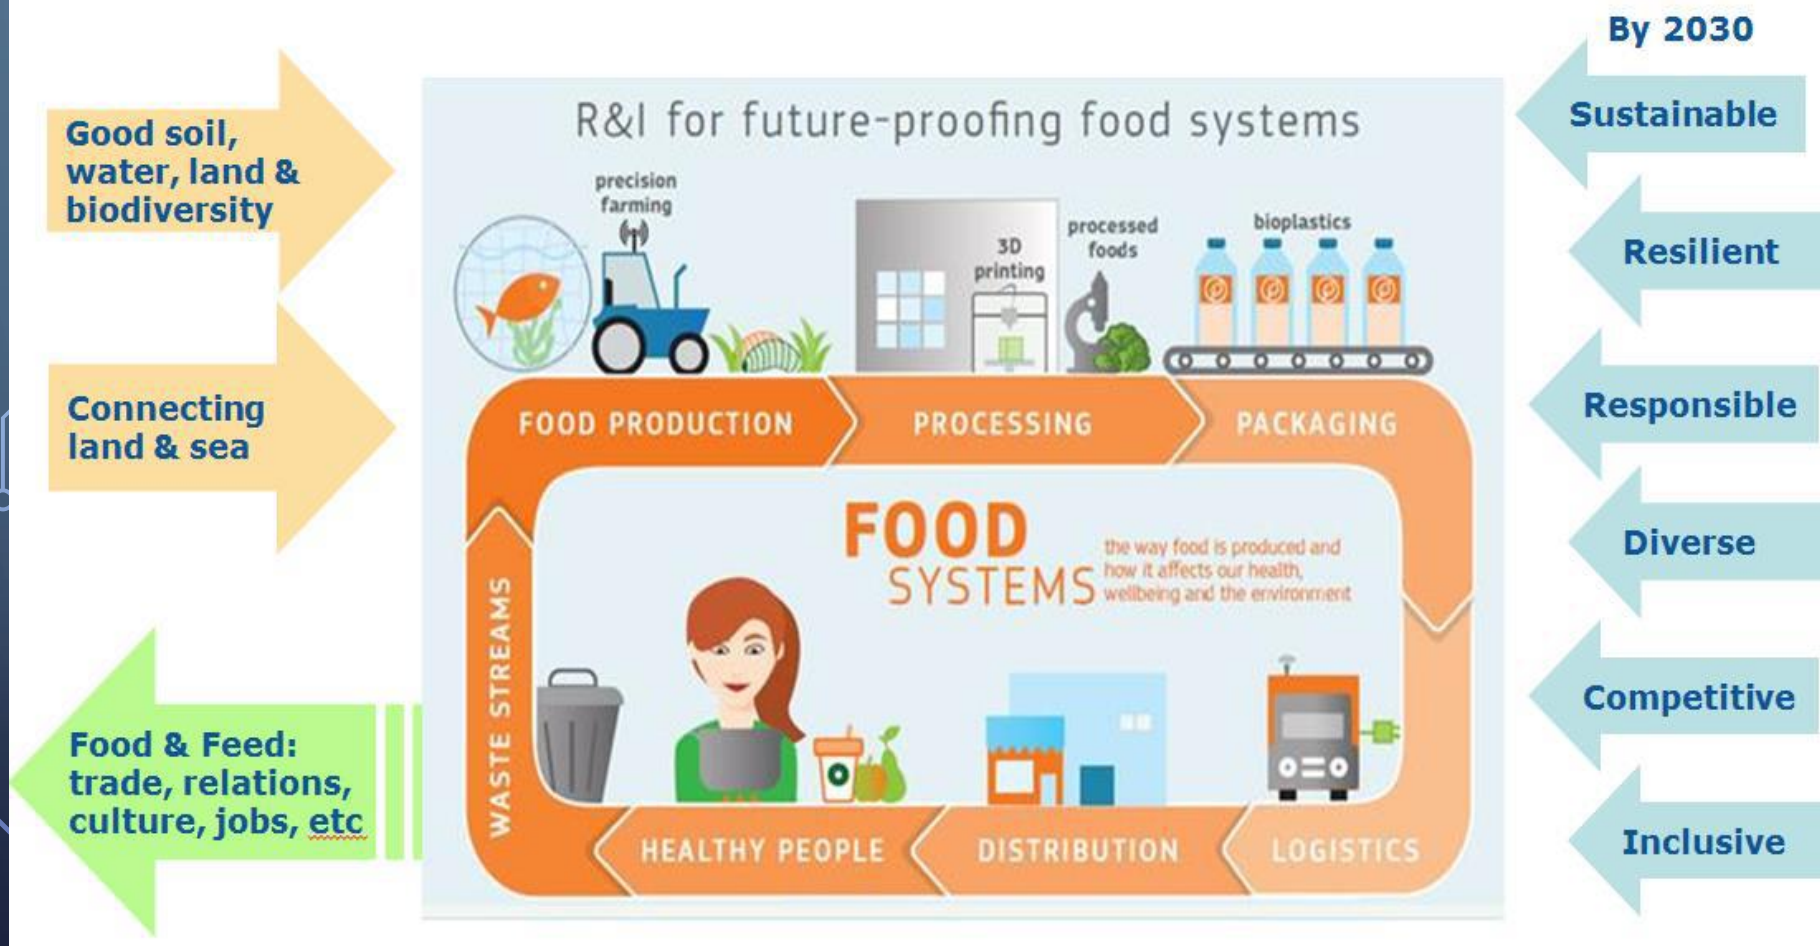 By 2030
Good soil,
water, land &
biodiversity
Connecting
land & sea
Food & Feed:
trade, relations,
culture, jobs, etc
R&I for future-proofing food systems
precision
farming
3D
printing
processed
foods
bioplastics
FOOD PRODUCTION
PROCESSING
PACKAGING
FOOD
SYSTEMS
the way food is produced and
how it affects our health,
wellbeing and the environment
WASTE STREAMS
HEALTHY PEOPLE
DISTRIBUTION
LOGISTICS
Sustainable
Resilient
Responsible
Diverse
Competitive
Inclusive